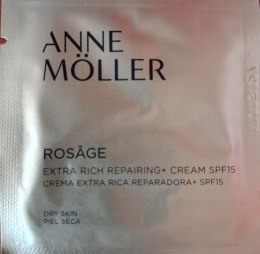 ANNE
MÖLLER
ROSÂGE
EXTRA RICH REPAIRING+ CREAM SPF15
CREMA EXTRA RICA REPARADORA+ SPF15
DRY SKIN
PIEL SECA